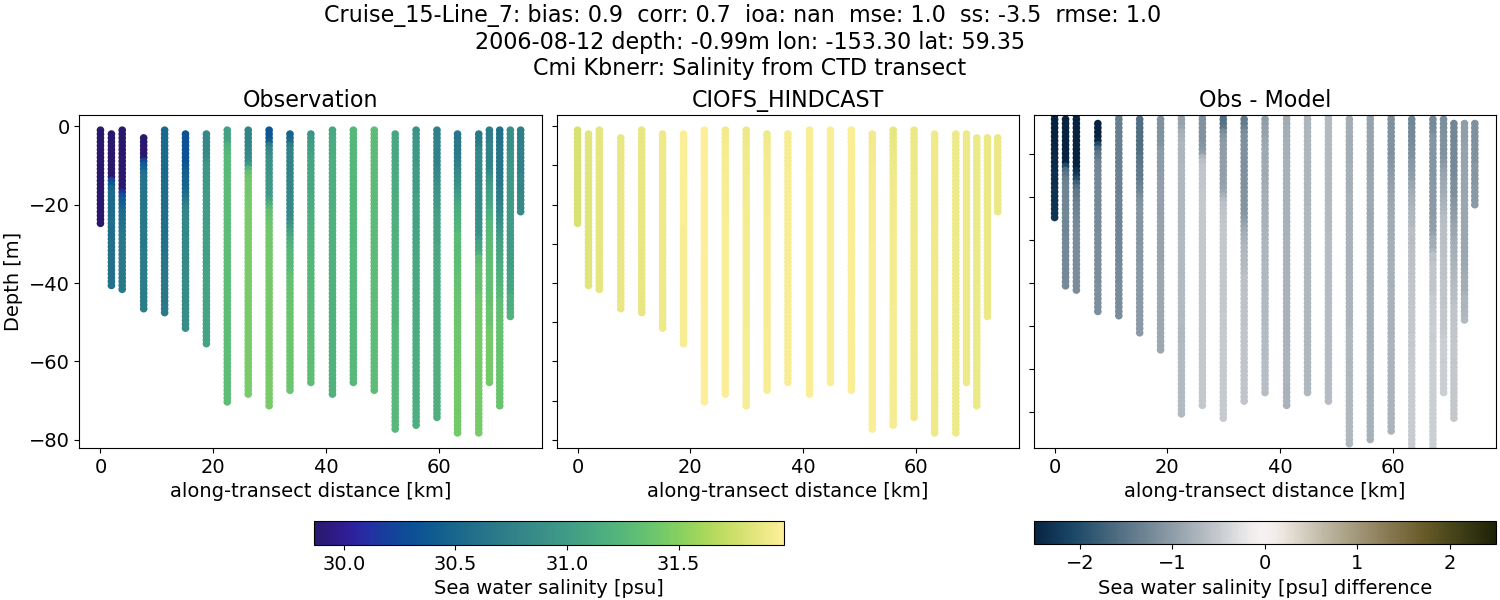 Cruise_15-Line_7: bias: 0.9  corr: 0.7  ioa: nan  mse: 1.0  ss: -3.5  rmse: 1.0
2006-08-12 depth: -0.99m lon: -153.30 lat: 59.35
Cmi Kbnerr: Salinity from CTD transect
Observation
CIOFS_HINDCAST
Obs - Model
Depth [m]
0
−20
−40
−60
−80
0 20 40 60
0 20 40 60
0 20 40 60
along-transect distance [km]
along-transect distance [km]
along-transect distance [km]
30.0 30.5 31.0 31.5
Sea water salinity [psu]
−2 −1 0 1 2
Sea water salinity [psu] difference